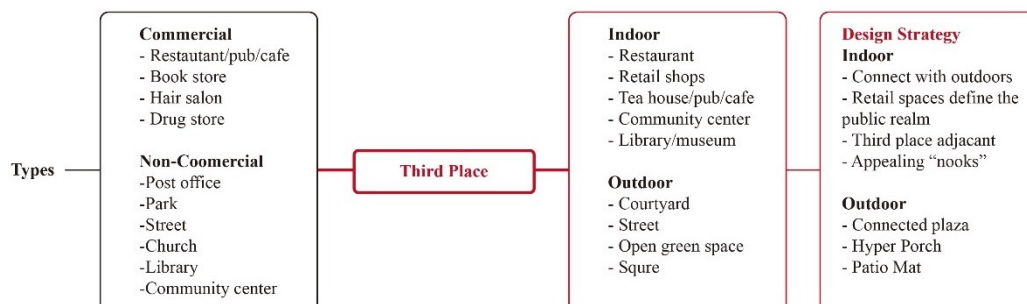 Types
Commercial
- Restautant/pub/cafe
- Book store
- Hair salon
- Drug store
Non-Coomercial
-Post office
-Park
-Street
-Church
-Library
-Community center
Third Place
Indoor
- Restaurant
- Retail shops
- Tea house/pub/cafe
- Community center
- Library/museum
Outdoor
- Courtyard
- Street
- Open green space
- Squre
Design Strategy
Indoor
- Connect with outdoors
- Retail spaces define the
public realm
- Third place adjacant
- Appealing “nooks”
Outdoor
- Connected plaza
- Hyper Porch
- Patio Mat